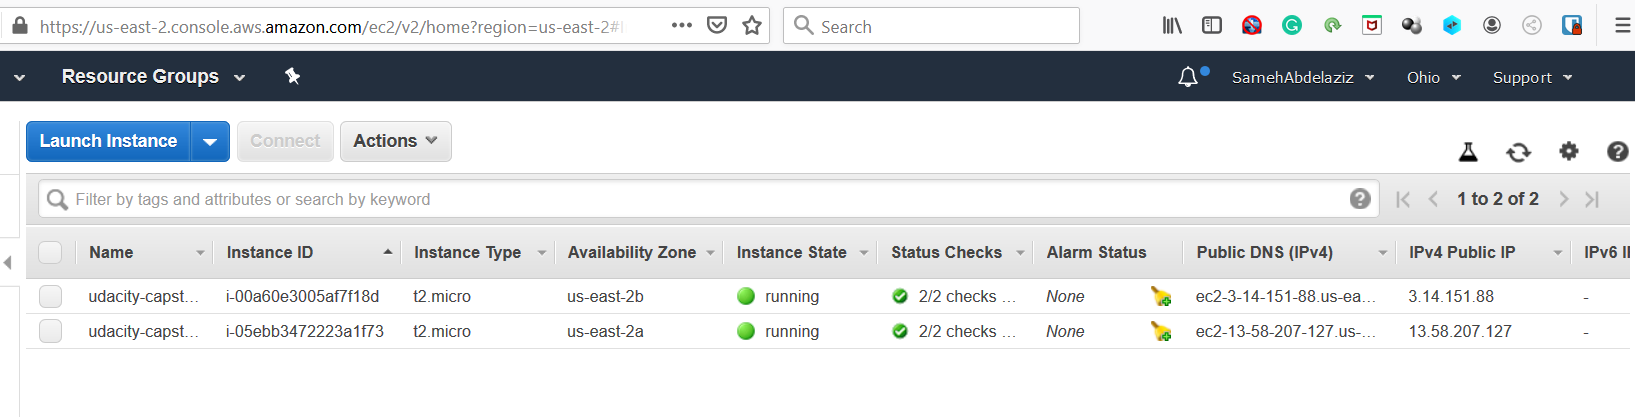 https://us-east-2.console.aws.amazon.com/ec2/v2/home?region=us-east-2# Search
Resource Groups SamehAbdelaziz Ohio Support
Launch Instance Connect Actions
Filter by tags and attributes or search by keyword 1 to 2 of 2
Name Instance ID Instance Type Availability Zone Instance State Status Checks Alarm Status Public DNS (IPv4) IPv4 Public IP IPv6 I
udacity-capst... i-00a60e3005af7f18d t2.micro us-east-2b running 2/2 checks ... None ec2-3-14-151-88.us-ea... 3.14.151.88 -
udacity-capst... i-05ebb3472223a1f73 t2.micro us-east-2a running 2/2 checks ... None ec2-13-58-207-127.us-... 13.58.207.127 -